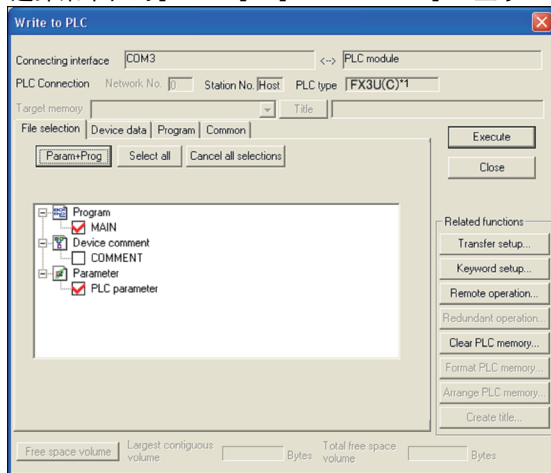 Write to PLC
Connecting interface COM3 <--> PLC module
PLC Connection Network No. 0 Station No. Host PLC type FX3U(C)*1
Target memory Title
File selection Device data Program Common
Param+Prog Select all Cancel all selections
Execute
Close
Program
MAIN
Device comment
COMMENT
Parameter
PLC parameter
Related functions
Transfer setup...
Keyword setup...
Remote operation...
Redundant operation...
Clear PLC memory...
Format PLC memory...
Arrange PLC memory...
Create title...
Free space volume Largest contiguous volume Bytes Total free space volume Bytes